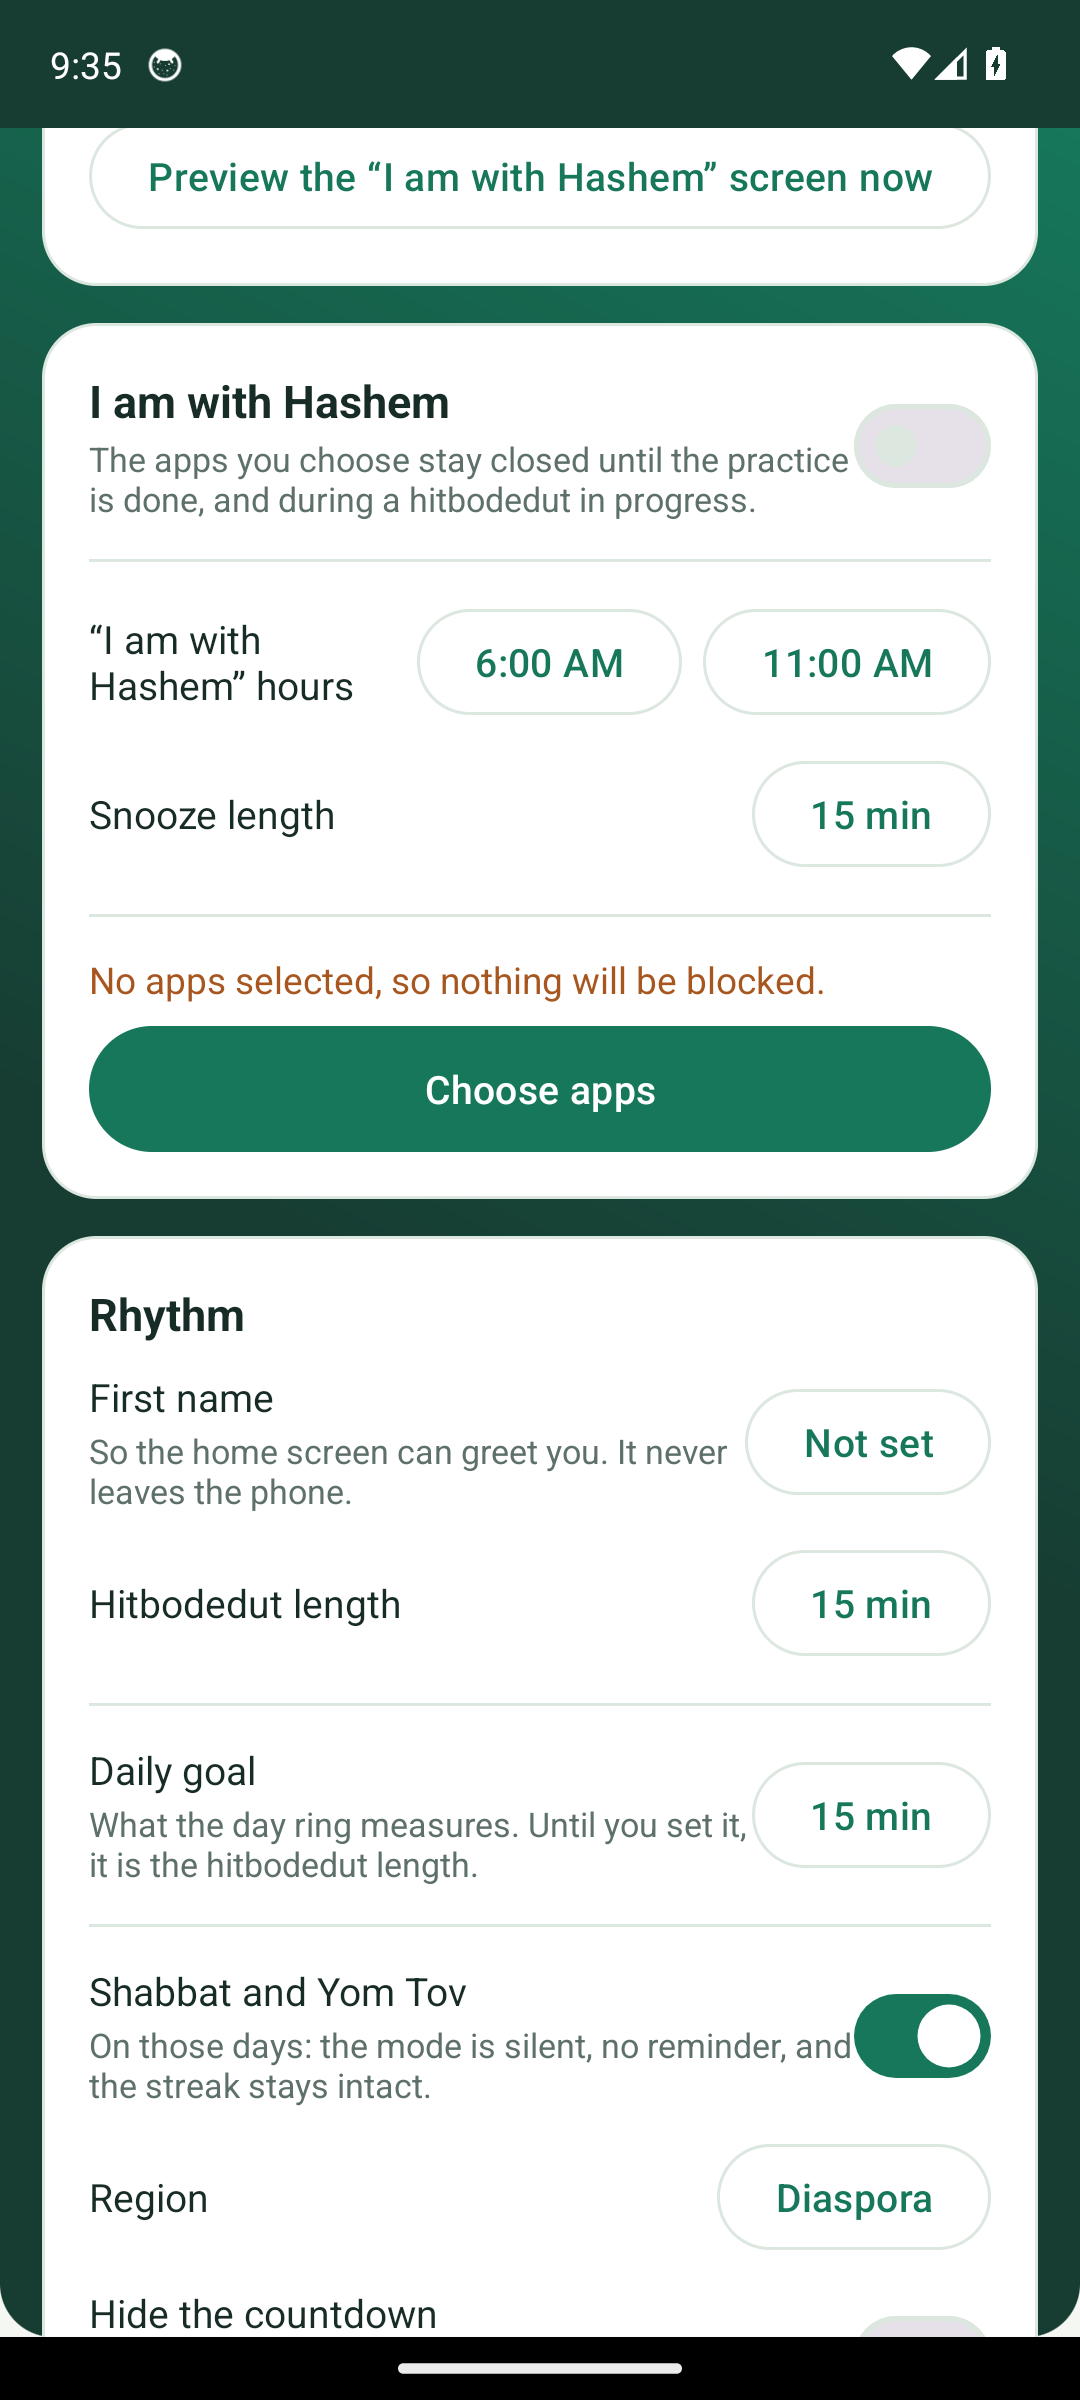 9:35
Preview the “I am with Hashem” screen now
I am with Hashem
The apps you choose stay closed until the practice
is done, and during a hitbodedut in progress.
“I am with
Hashem” hours
6:00 AM
11:00 AM
Snooze length
15 min
No apps selected, so nothing will be blocked.
Choose apps
Rhythm
First name
So the home screen can greet you. It never
leaves the phone.
Not set
Hitbodedut length
15 min
Daily goal
What the day ring measures. Until you set it,
it is the hitbodedut length.
15 min
Shabbat and Yom Tov
On those days: the mode is silent, no reminder, and
the streak stays intact.
Region
Diaspora
Hide the countdown